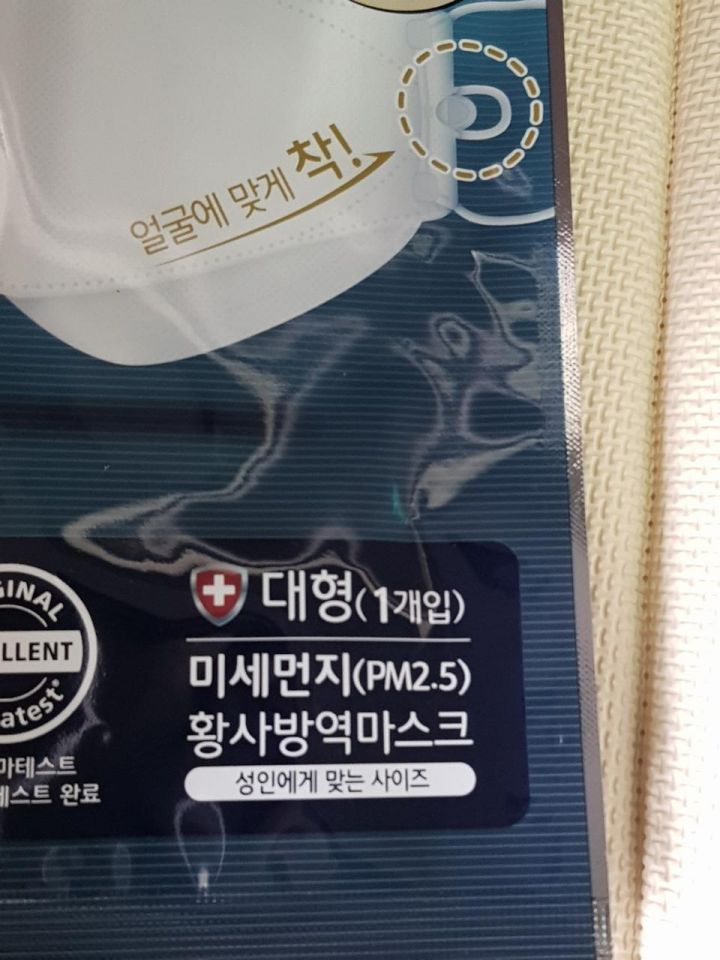 얼굴에 맞게 착!
대형(1개입)
미세먼지(PM2.5)
황사방역마스크
성인에게 맞는 사이즈
GINAL
LLENT
atest
마테스트
테스트 완료